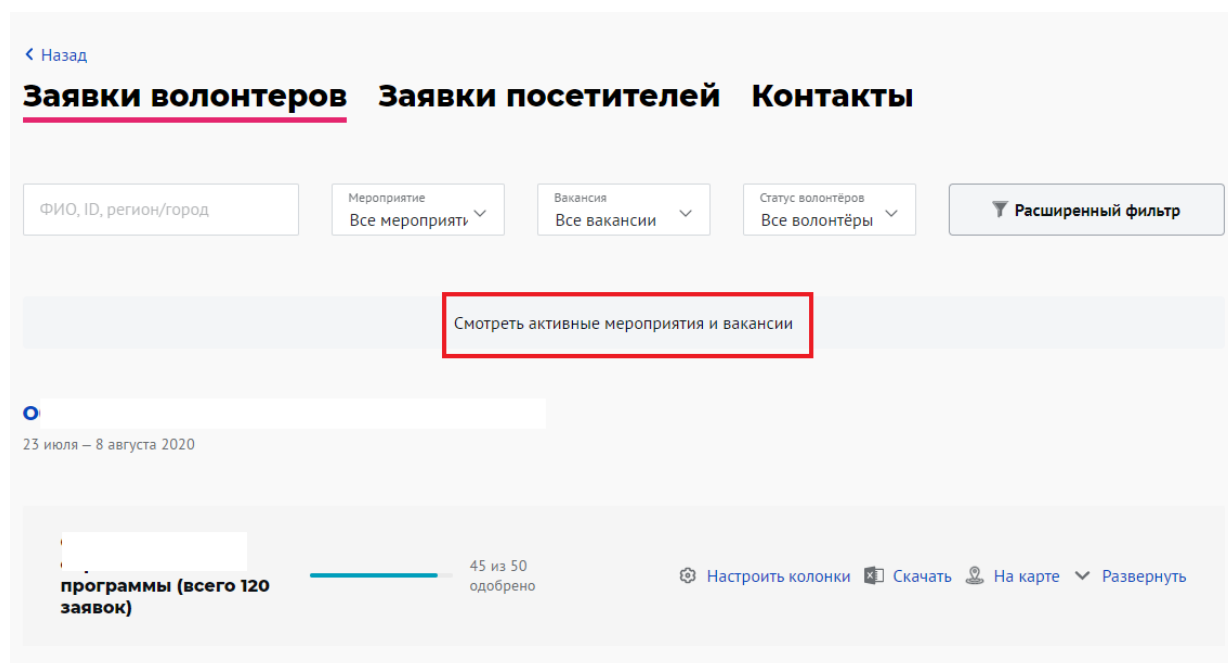 Назад
Заявки волонтеров Заявки посетителей Контакты
ФИО, ID, регион/город
Мероприятие
Все мероприяти
Вакансия
Все вакансии
Статус волонтёров
Все волонтёры
Расширенный фильтр
Смотреть активные мероприятия и вакансии
23 июля – 8 августа 2020
программы (всего 120
заявок)
45 из 50
одобрено
Настроить колонки Скачать На карте Развернуть